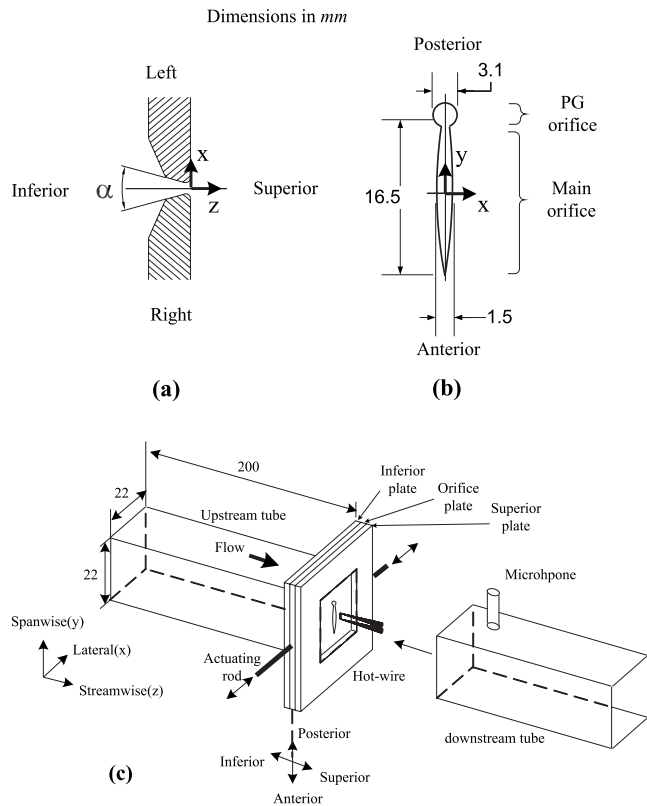 Dimensions in mm
Left
x
Inferior
α
z
Superior
Right
(a)
Posterior
3.1
PG
orifice
y
16.5
x
Main
orifice
1.5
Anterior
(b)
200
Inferior
plate
Orifice
plate
Superior
plate
22
Upstream tube
Flow
22
Microhpone
Spanwise(y)
Lateral(x)
Streamwise(z)
Actuating
rod
Hot-wire
Posterior
Inferior
Superior
Anterior
downstream tube
(c)